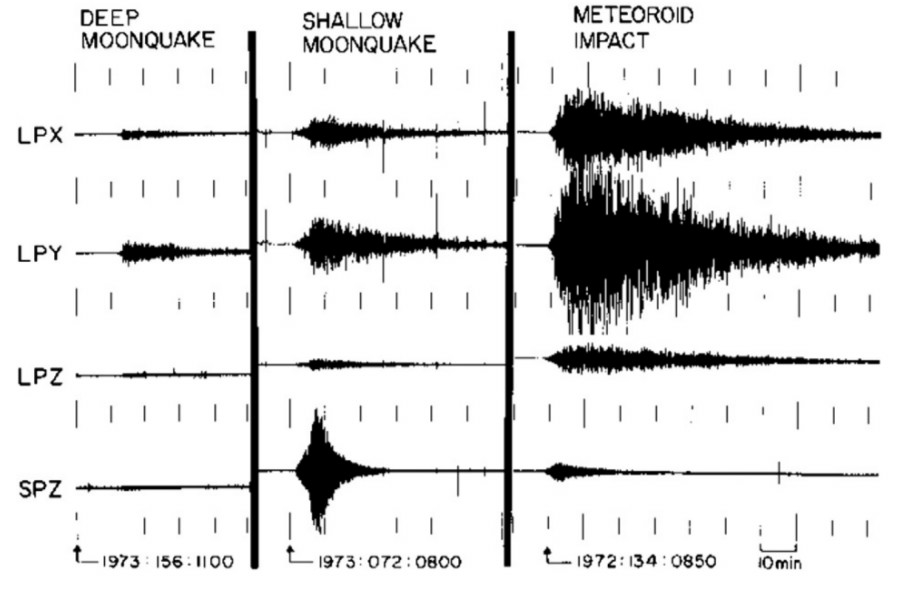 DEEP
MOONQUAKE
SHALLOW
MOONQUAKE
METEOROID
IMPACT
LPX
LPY
LPZ
SPZ
1973:156:1100
1973:072:0800
1972:134:0850
10min